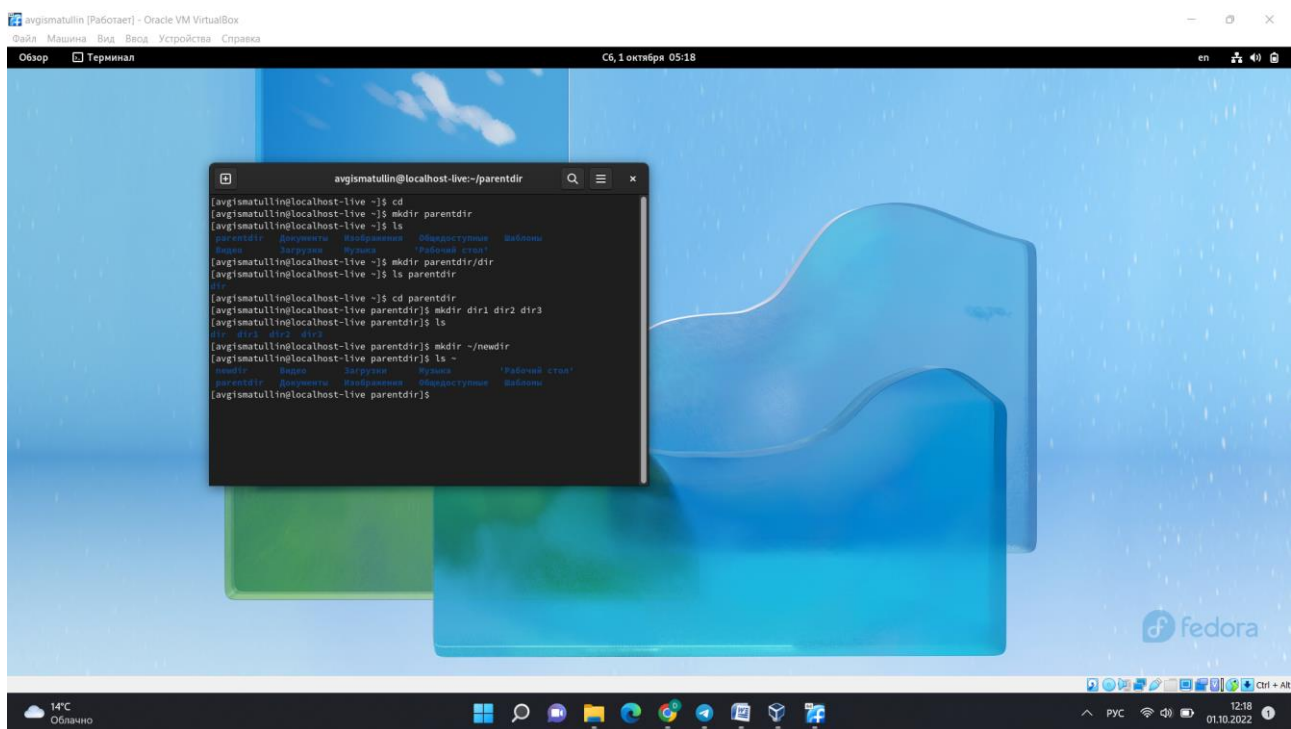 avgismatullin [Работает] - Oracle VM VirtualBox
Файл Машина Вид Ввод Устройства Справка
Обзор Терминал Сб, 1 октября 05:18 en
avgismatullin@localhost-live:~/parentdir
[avgismatullin@localhost-live ~]$ cd
[avgismatullin@localhost-live ~]$ mkdir parentdir
[avgismatullin@localhost-live ~]$ ls
parentdir Документы Изображения Общедоступные Шаблоны
Видео Загрузки Музыка 'Рабочий стол'
[avgismatullin@localhost-live ~]$ mkdir parentdir/dir
[avgismatullin@localhost-live ~]$ ls parentdir
dir
[avgismatullin@localhost-live ~]$ cd parentdir
[avgismatullin@localhost-live parentdir]$ mkdir dir1 dir2 dir3
[avgismatullin@localhost-live parentdir]$ ls
dir dir1 dir2 dir3
[avgismatullin@localhost-live parentdir]$ mkdir ~/newdir
[avgismatullin@localhost-live parentdir]$ ls ~
newdir Видео Загрузки Музыка 'Рабочий стол'
parentdir Документы Изображения Общедоступные Шаблоны
[avgismatullin@localhost-live parentdir]$
fedora
Ctrl + Alt
14°C
Облачно
РУС
12:18
01.10.2022
1